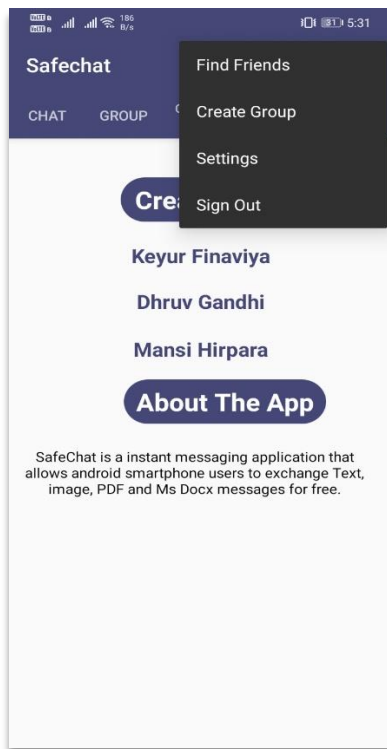 186
B/s
31 5:31
Safechat
Find Friends
CHAT GROUP
Create Group
Settings
Sign Out
Keyur Finaviya
Dhruv Gandhi
Mansi Hirpara
About The App
SafeChat is a instant messaging application that
allows android smartphone users to exchange Text,
image, PDF and Ms Docx messages for free.